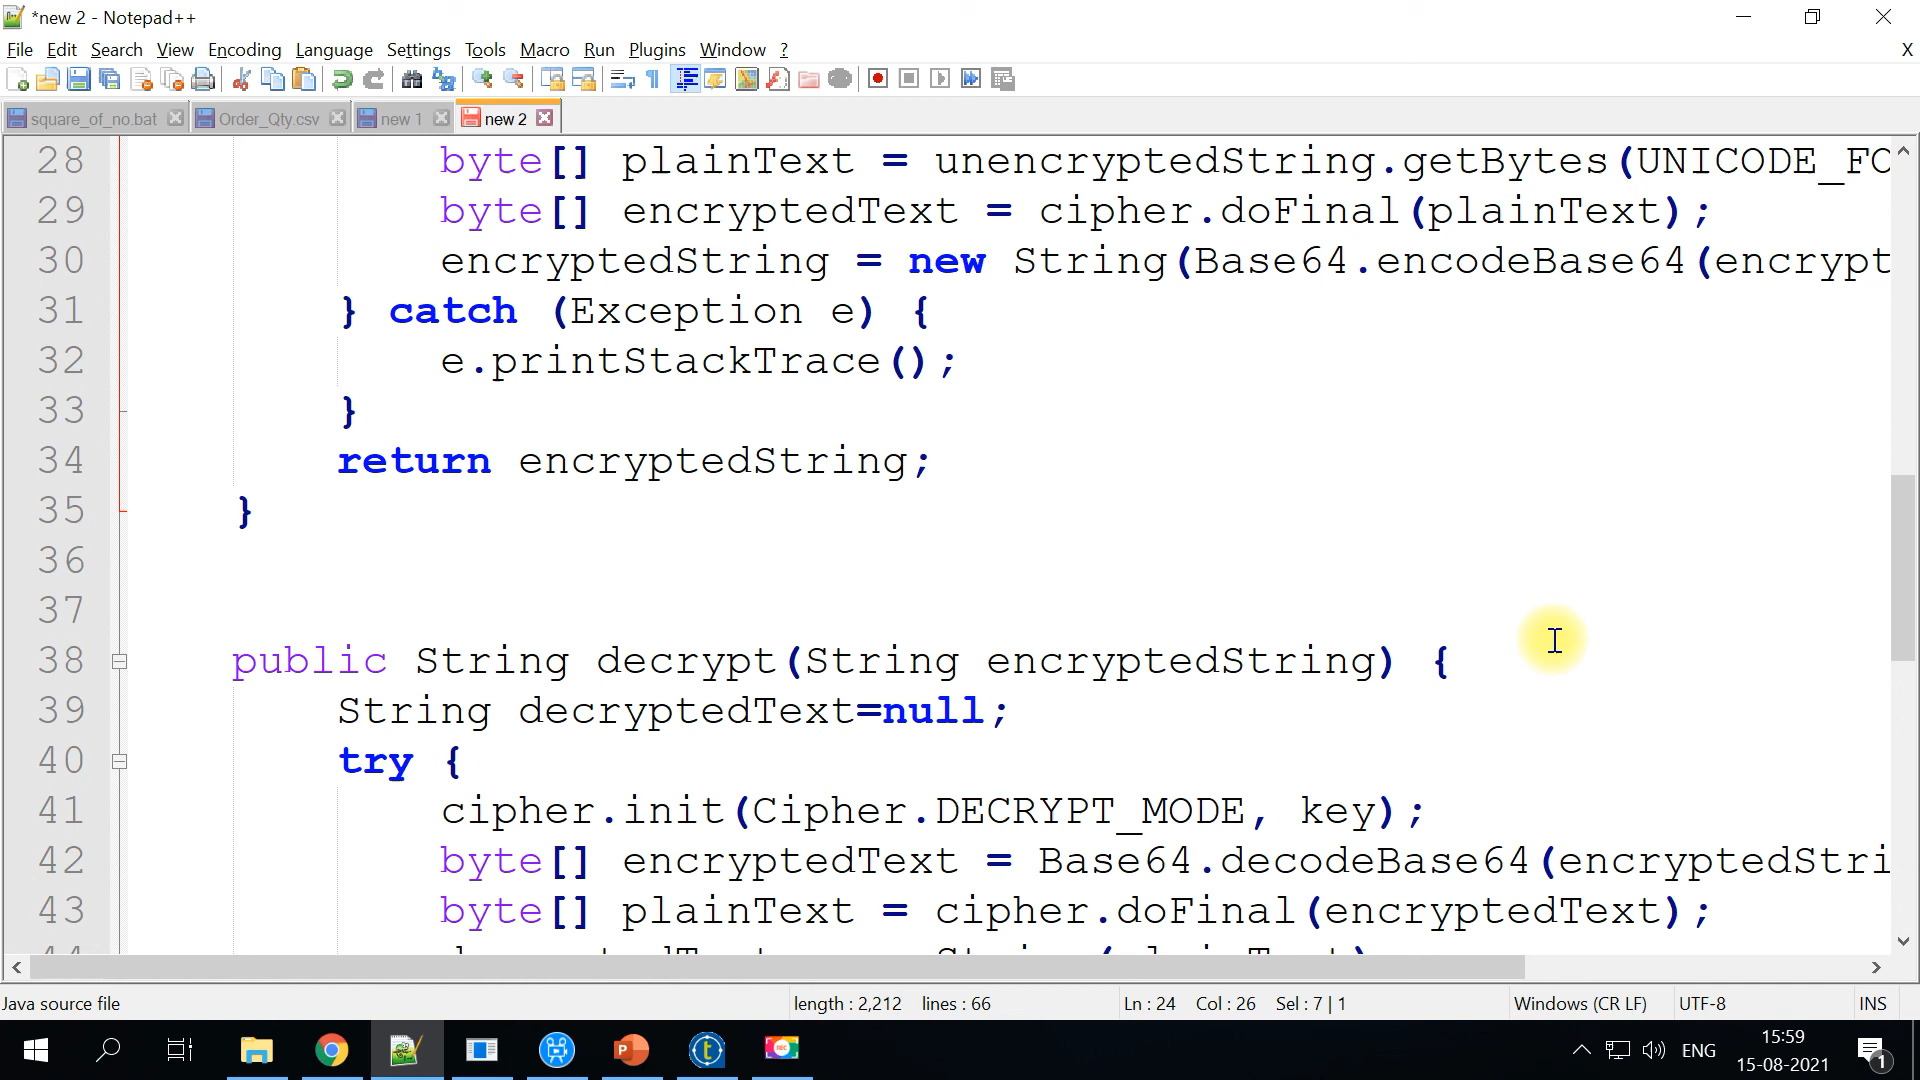 *new 2 - Notepad++
File Edit Search View Encoding Language Settings Tools Macro Run Plugins Window ? X
square_of_no.bat Order_Qty.csv new 1 new 2
28 byte[] plainText = unencryptedString.getBytes(UNICODE_FO
29 byte[] encryptedText = cipher.doFinal(plainText);
30 encryptedString = new String(Base64.encodeBase64(encrypt
31 } catch (Exception e) {
32 e.printStackTrace();
33 }
34 return encryptedString;
35 }
36
37
38 public String decrypt(String encryptedString) {
39 String decryptedText=null;
40 try {
41 cipher.init(Cipher.DECRYPT_MODE, key);
42 byte[] encryptedText = Base64.decodeBase64(encryptedStri
43 byte[] plainText = cipher.doFinal(encryptedText);
Java source file length : 2,212 lines : 66 Ln : 24 Col : 26 Sel : 7 | 1 Windows (CR LF) UTF-8 INS
ENG 15:59
15-08-2021 1